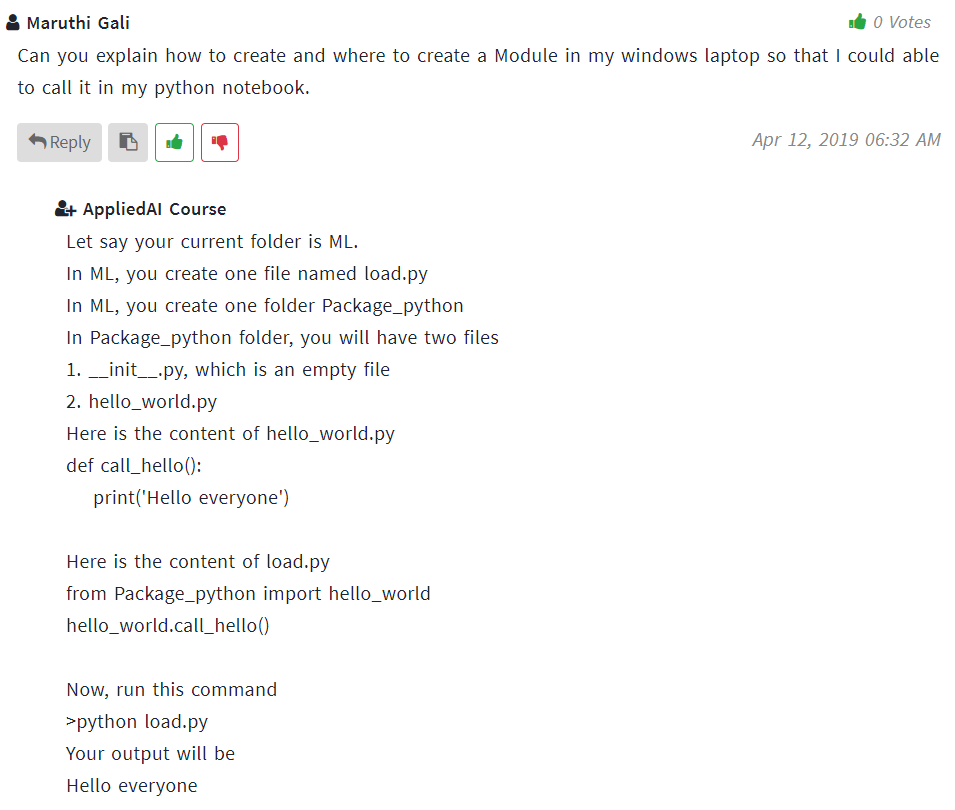 Maruthi Gali
0 Votes
Can you explain how to create and where to create a Module in my windows laptop so that I could able
to call it in my python notebook.
Reply
Apr 12, 2019 06:32 AM
AppliedAI Course
Let say your current folder is ML.
In ML, you create one file named load.py
In ML, you create one folder Package_python
In Package_python folder, you will have two files
1. __init__.py, which is an empty file
2. hello_world.py
Here is the content of hello_world.py
def call_hello():
print('Hello everyone')
Here is the content of load.py
from Package_python import hello_world
hello_world.call_hello()
Now, run this command
>python load.py
Your output will be
Hello everyone